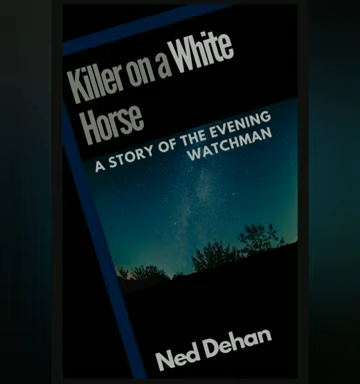 Killer on a White
Horse
A STORY OF THE EVENING
WATCHMAN
Ned Dehan